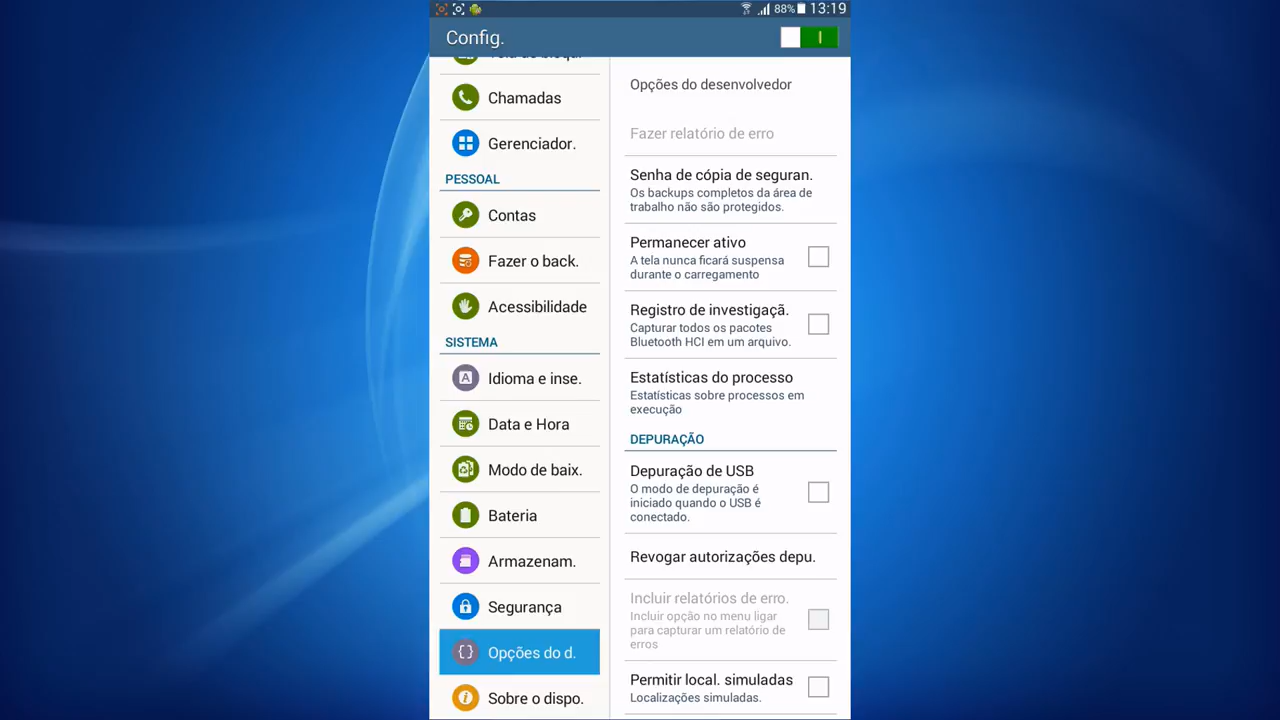 88% 13:19
Config.
Chamadas
Gerenciador.
PESSOAL
Contas
Fazer o back.
Acessibilidade
SISTEMA
Idioma e inse.
Data e Hora
Modo de baix.
Bateria
Armazenam.
Segurança
Opções do d.
Sobre o dispo.
Opções do desenvolvedor
Fazer relatório de erro
Senha de cópia de seguran.
Os backups completos da área de
trabalho não são protegidos.
Permanecer ativo
A tela nunca ficará suspensa
durante o carregamento
Registro de investigaçã.
Capturar todos os pacotes
Bluetooth HCI em um arquivo.
Estatísticas do processo
Estatísticas sobre processos em
execução
DEPURAÇÃO
Depuração de USB
O modo de depuração é
iniciado quando o USB é
conectado.
Revogar autorizações depu.
Incluir relatórios de erro.
Incluir opção no menu ligar
para capturar um relatório de
erros
Permitir local. simuladas
Localizações simuladas.